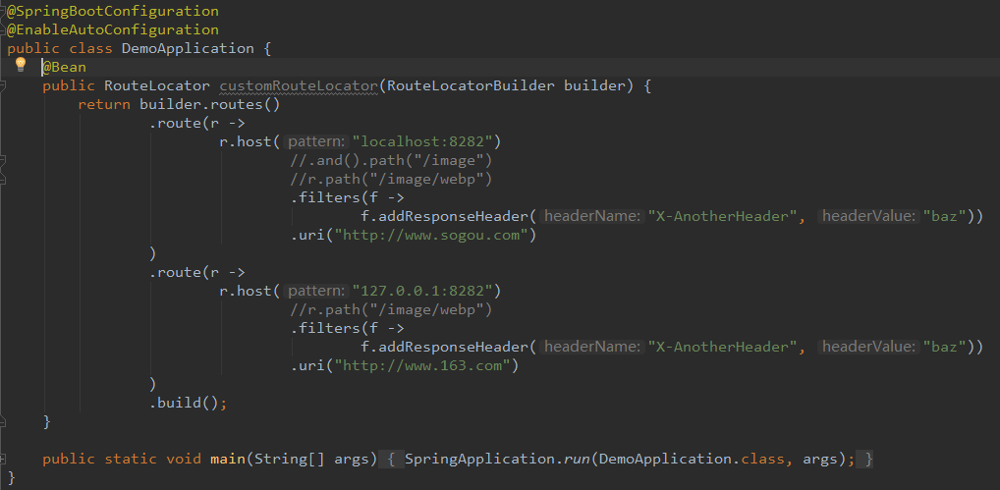 @SpringBootConfiguration
@EnableAutoConfiguration
public class DemoApplication {
@Bean
public RouteLocator customRouteLocator(RouteLocatorBuilder builder) {
return builder.routes()
.route(r ->
r.host( pattern: "localhost:8282")
//.and().path("/image")
//r.path("/image/webp")
.filters(f ->
f.addResponseHeader( headerName: "X-AnotherHeader", headerValue: "baz"))
.uri("http://www.sogou.com")
)
.route(r ->
r.host( pattern: "127.0.0.1:8282")
//r.path("/image/webp")
.filters(f ->
f.addResponseHeader( headerName: "X-AnotherHeader", headerValue: "baz"))
.uri("http://www.163.com")
)
.build();
}
public static void main(String[] args) { SpringApplication.run(DemoApplication.class, args); }
}